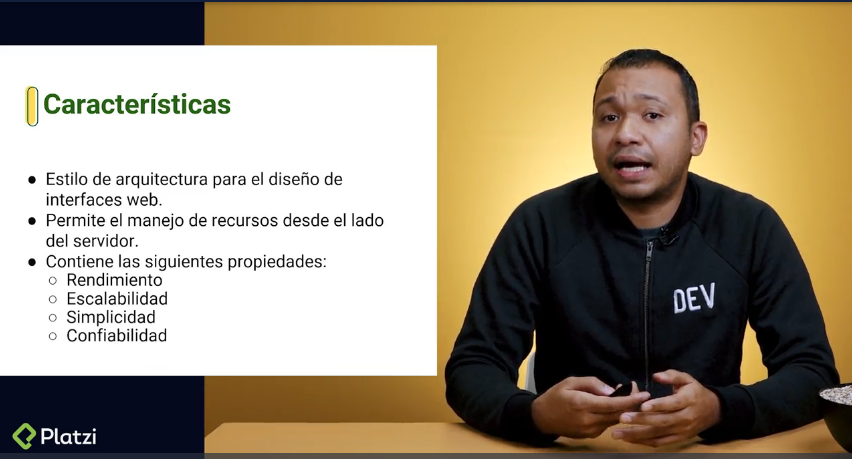 Características
● Estilo de arquitectura para el diseño de
interfaces web.
● Permite el manejo de recursos desde el lado
del servidor.
● Contiene las siguientes propiedades:
○ Rendimiento
○ Escalabilidad
○ Simplicidad
○ Confiabilidad
DEV
Platzi